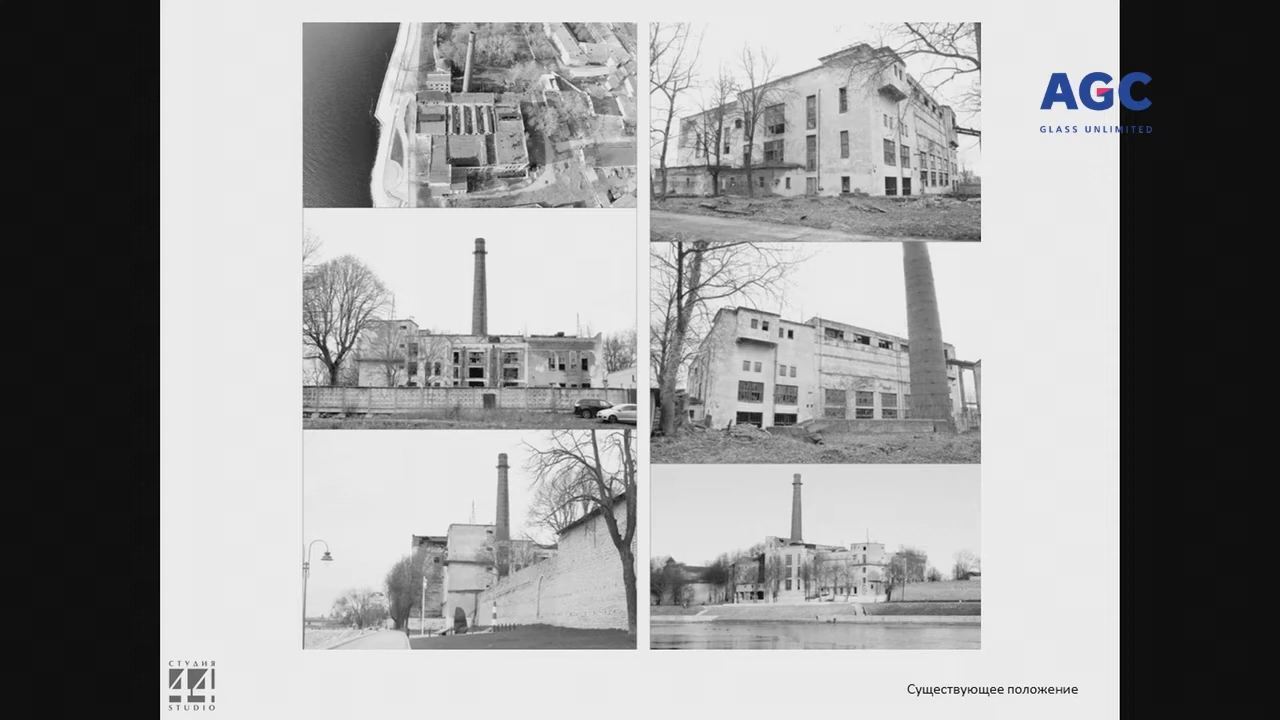 AGC
GLASS UNLIMITED
СТУДИЯ
44
STUDIO
Существующее положение